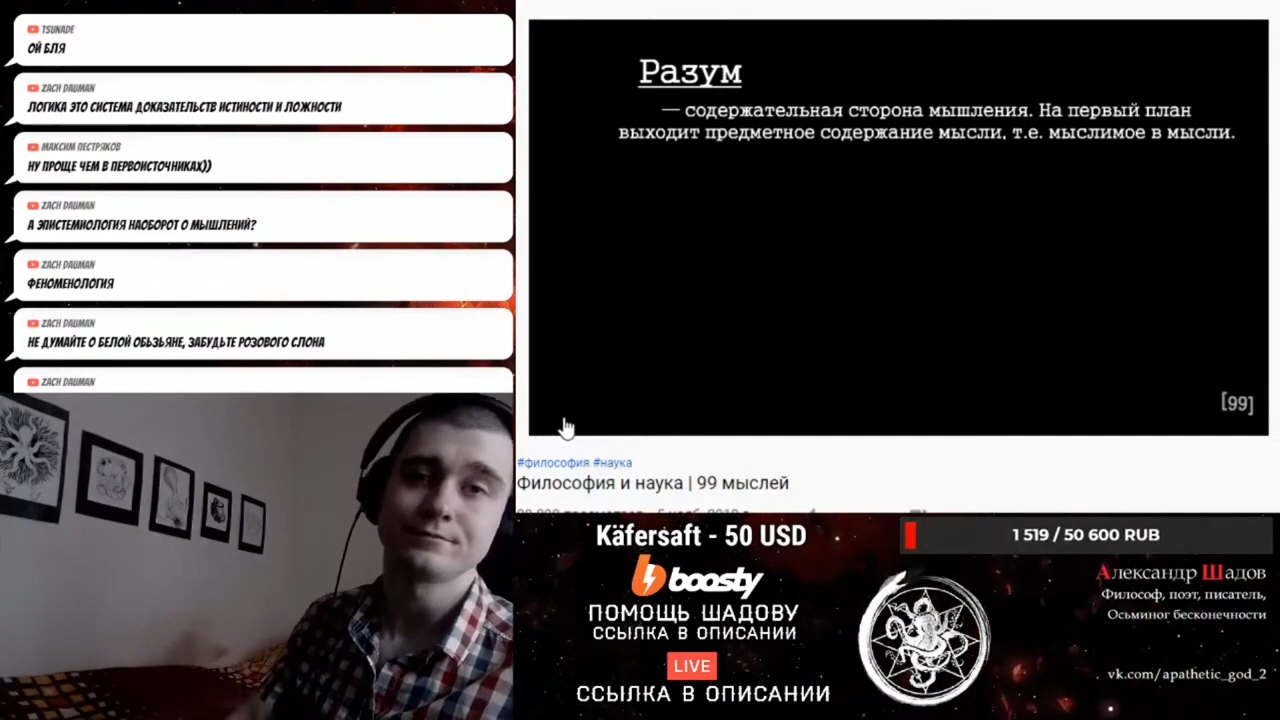 TSUNADE
ОЙ БЛЯ
ZACH DAUMAN
ЛОГИКА ЭТО СИСТЕМА ДОКАЗАТЕЛЬСТВ ИСТИНОСТИ И ЛОЖНОСТИ
МАКСИМ ПЕСТРЯКОВ
НУ ПРОЩЕ ЧЕМ В ПЕРВОИСТОЧНИКАХ))
ZACH DAUMAN
А ЭПИСТЕМИОЛОГИЯ НАОБОРОТ О МЫШЛЕНИЙ?
ZACH DAUMAN
ФЕНОМЕНОЛОГИЯ
ZACH DAUMAN
НЕ ДУМАЙТЕ О БЕЛОЙ ОБЬЗЬЯНЕ, ЗАБУДЬТЕ РОЗОВОГО СЛОНА
ZACH DAUMAN
Разум
— содержательная сторона мышления. На первый план
выходит предметное содержание мысли, т.е. мыслимое в мысли.
[99]
#философия #наука
Философия и наука | 99 мыслей
Käfersaft - 50 USD
boosty
ПОМОЩЬ ШАДОВУ
ССЫЛКА В ОПИСАНИИ
LIVE
ССЫЛКА В ОПИСАНИИ
1 519 / 50 600 RUB
Александр Шадов
Философ, поэт, писатель,
Осьминог бесконечности
vk.com/apathetic_god_2